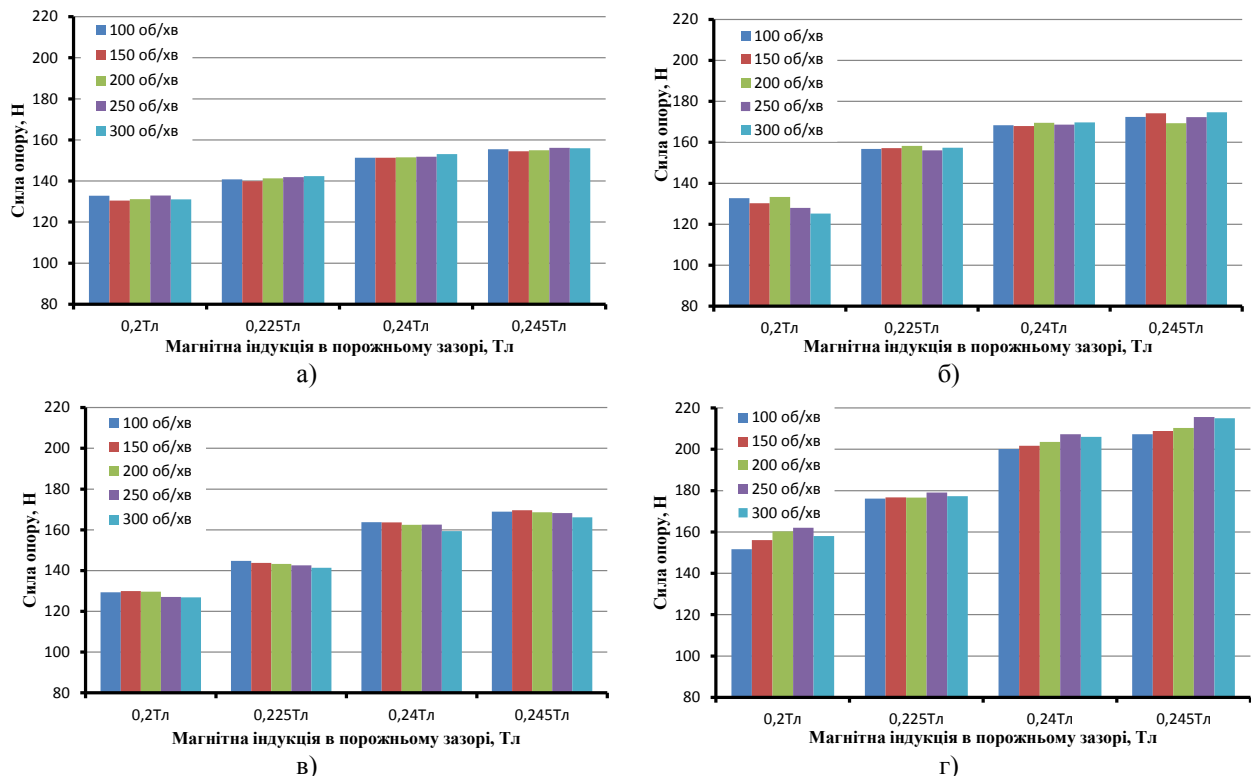 а)
220
200
180
160
140
120
100
80
Сила опору, Н
100 об/хв
150 об/хв
200 об/хв
250 об/хв
300 об/хв
0,2Тл 0,225Тл 0,24Тл 0,245Тл
Магнітна індукція в порожньому зазорі, Тл
220
200
180
160
140
120
100
80
Сила опору, Н
100 об/хв
150 об/хв
200 об/хв
250 об/хв
300 об/хв
0,2Тл 0,225Тл 0,24Тл 0,245Тл
Магнітна індукція в порожньому зазорі, Тл
б)
220
200
180
160
140
120
100
80
Сила опору, Н
100 об/хв
150 об/хв
200 об/хв
250 об/хв
300 об/хв
0,2Тл 0,225Тл 0,24Тл 0,245Тл
Магнітна індукція в порожньому зазорі, Тл
в)
220
200
180
160
140
120
100
80
Сила опору, Н
100 об/хв
150 об/хв
200 об/хв
250 об/хв
300 об/хв
0,2Тл 0,225Тл 0,24Тл 0,245Тл
Магнітна індукція в порожньому зазорі, Тл
г)